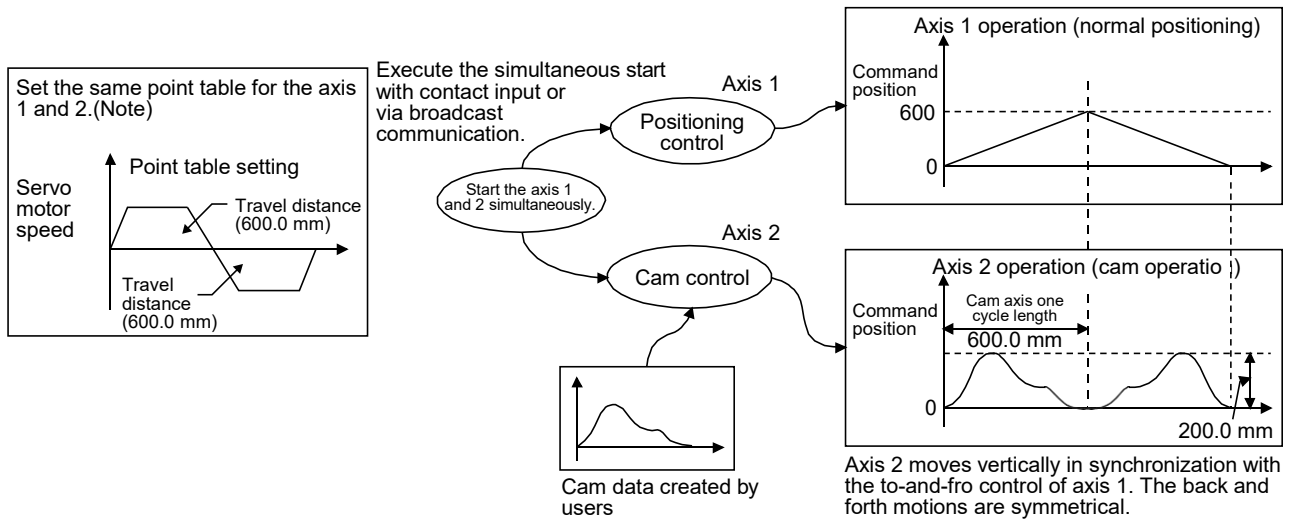 Set the same point table for the axis
1 and 2.(Note)
Point table setting
Servo
motor
speed
Travel distance
(600.0 mm)
Travel
distance
(600.0 mm)
Execute the simultaneous start
with contact input or
via broadcast
communication.
Start the axis 1
and 2 simultaneously.
Axis 1
Positioning
control
Axis 2
Cam control
Cam data created by
users
Axis 1 operation (normal positioning)
Command
position
600
0
Axis 2 operation (cam operatio )
Command
position
Cam axis one
cycle length
600.0 mm
0
200.0 mm
Axis 2 moves vertically in synchronization with
the to-and-fro control of axis 1. The back and
forth motions are symmetrical.